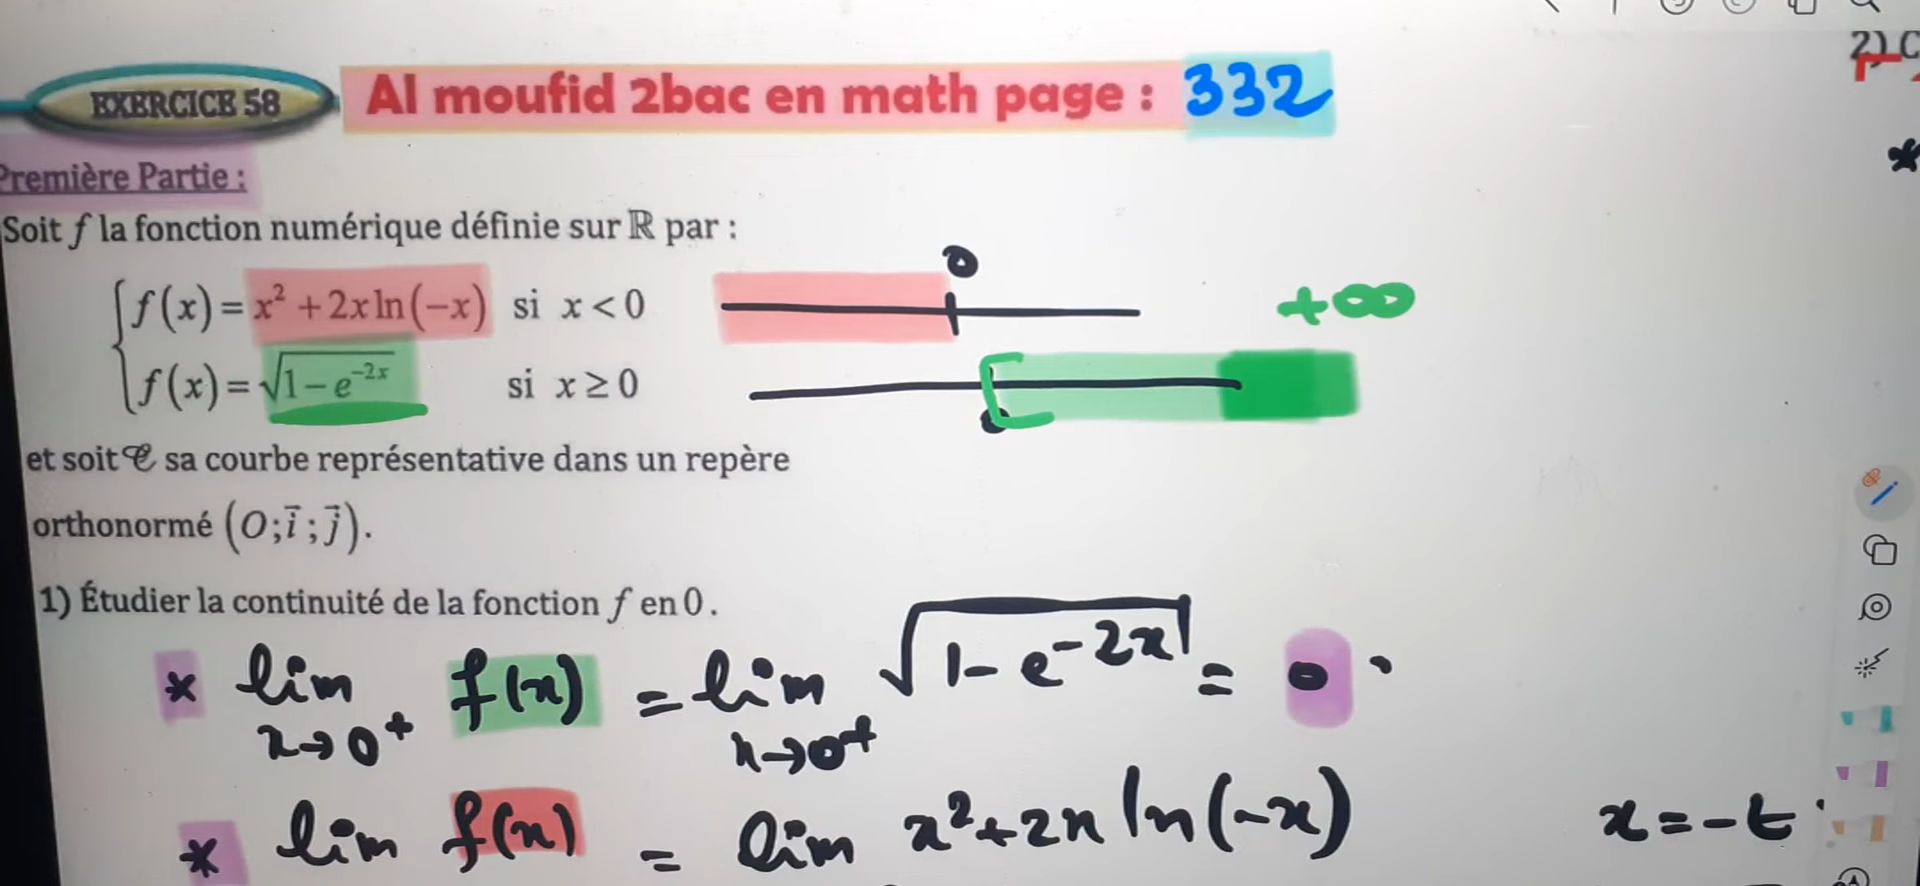 2) C
EXERCICE 58
Al moufid 2bac en math page : 332
Première Partie :
Soit f la fonction numérique définie sur ℝ par :
0
f(x) = x² + 2x ln(−x) si x < 0
+∞
f(x) = √(1 − e^(−2x)) si x ≥ 0
et soit 𝒞 sa courbe représentative dans un repère
orthonormé (O; i⃗ ; j⃗).
1) Étudier la continuité de la fonction f en 0.
* lim x→0⁺ f(x) = lim x→0⁺ √(1 − e^(−2x)) = 0
* lim f(x) = lim x² + 2x ln(−x) x = −t